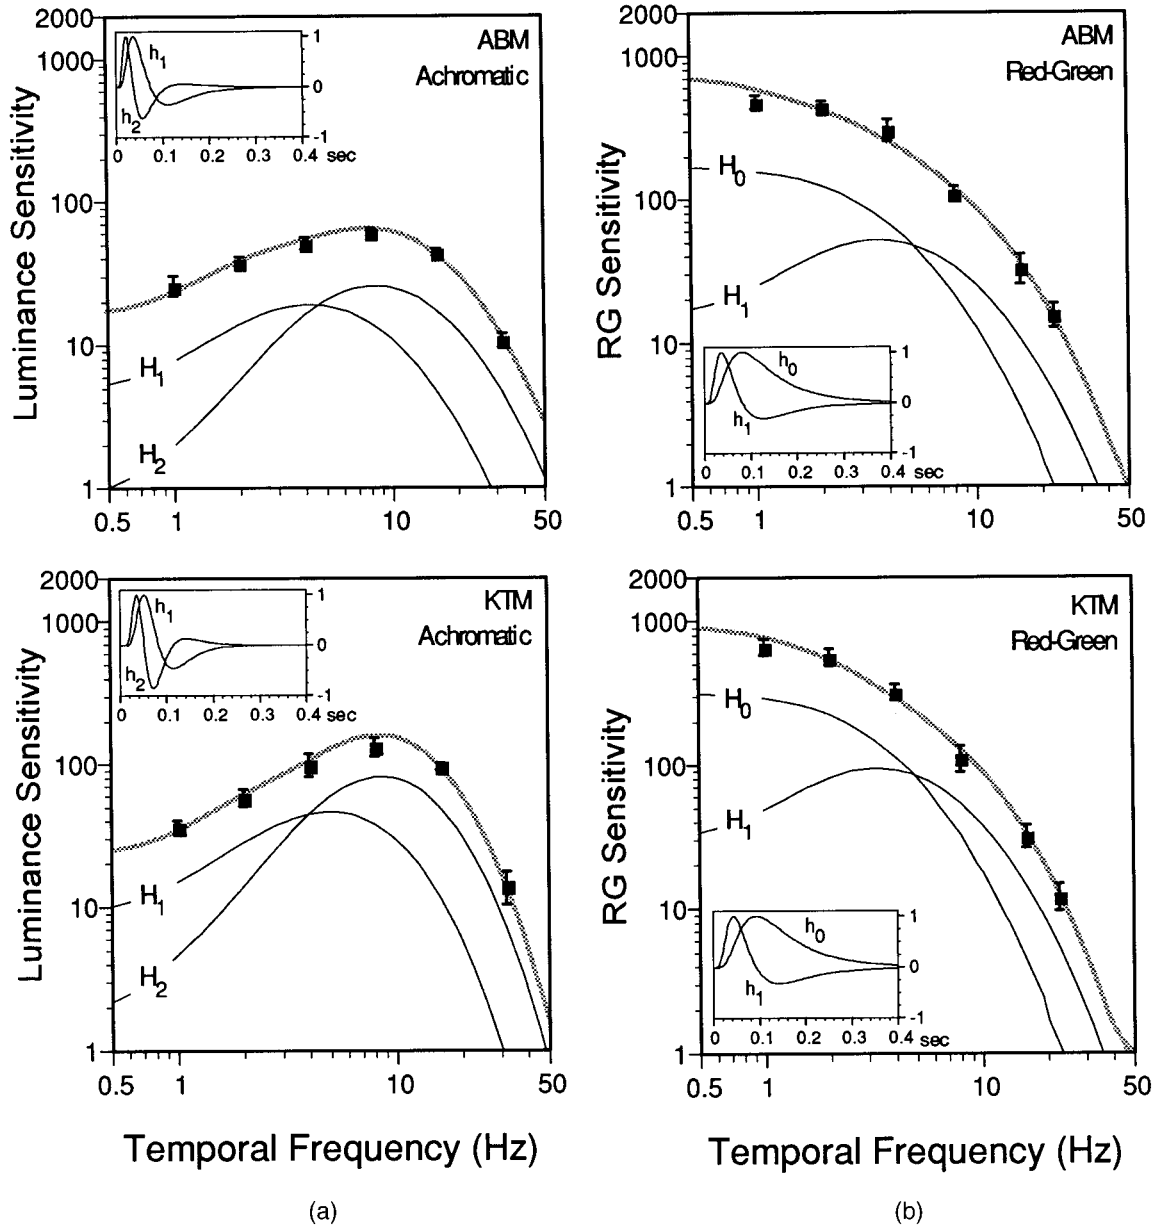 2000
1000
100
10
1
0.5 1 10 50
Luminance Sensitivity
ABM
Achromatic
h1
h2
1
0
-1
0 0.1 0.2 0.3 0.4 sec
H1
H2
2000
1000
100
10
1
0.5 1 10 50
RG Sensitivity
ABM
Red-Green
H0
H1
h0
h1
1
0
-1
0 0.1 0.2 0.3 0.4 sec
2000
1000
100
10
1
0.5 1 10 50
Luminance Sensitivity
KTM
Achromatic
h1
h2
1
0
-1
0 0.1 0.2 0.3 0.4 sec
H1
H2
Temporal Frequency (Hz)
(a)
2000
1000
100
10
1
0.5 1 10 50
RG Sensitivity
KTM
Red-Green
H0
H1
h0
h1
1
0
-1
0 0.1 0.2 0.3 0.4 sec
Temporal Frequency (Hz)
(b)